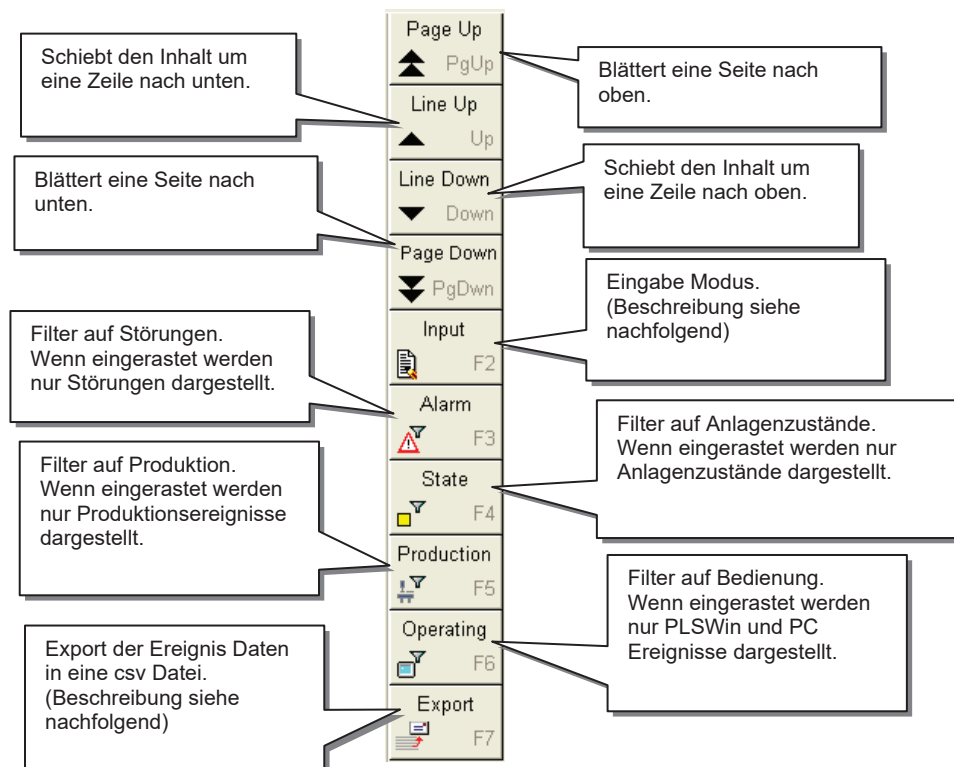 Page Up
PgUp
Schiebt den Inhalt um
eine Zeile nach unten.
Blättert eine Seite nach
oben.
Line Up
Up
Blättert eine Seite nach
unten.
Line Down
Down
Schiebt den Inhalt um
eine Zeile nach oben.
Page Down
PgDwn
Eingabe Modus.
(Beschreibung siehe
nachfolgend)
Input
F2
Filter auf Störungen.
Wenn eingerastet werden
nur Störungen dargestellt.
Alarm
F3
Filter auf Anlagenzustände.
Wenn eingerastet werden nur
Anlagenzustände dargestellt.
Filter auf Produktion.
Wenn eingerastet werden
nur Produktionsereignisse
dargestellt.
State
F4
Production
F5
Filter auf Bedienung.
Wenn eingerastet werden
nur PLSWin und PC
Ereignisse dargestellt.
Operating
F6
Export der Ereignis Daten
in eine csv Datei.
(Beschreibung siehe
nachfolgend)
Export
F7